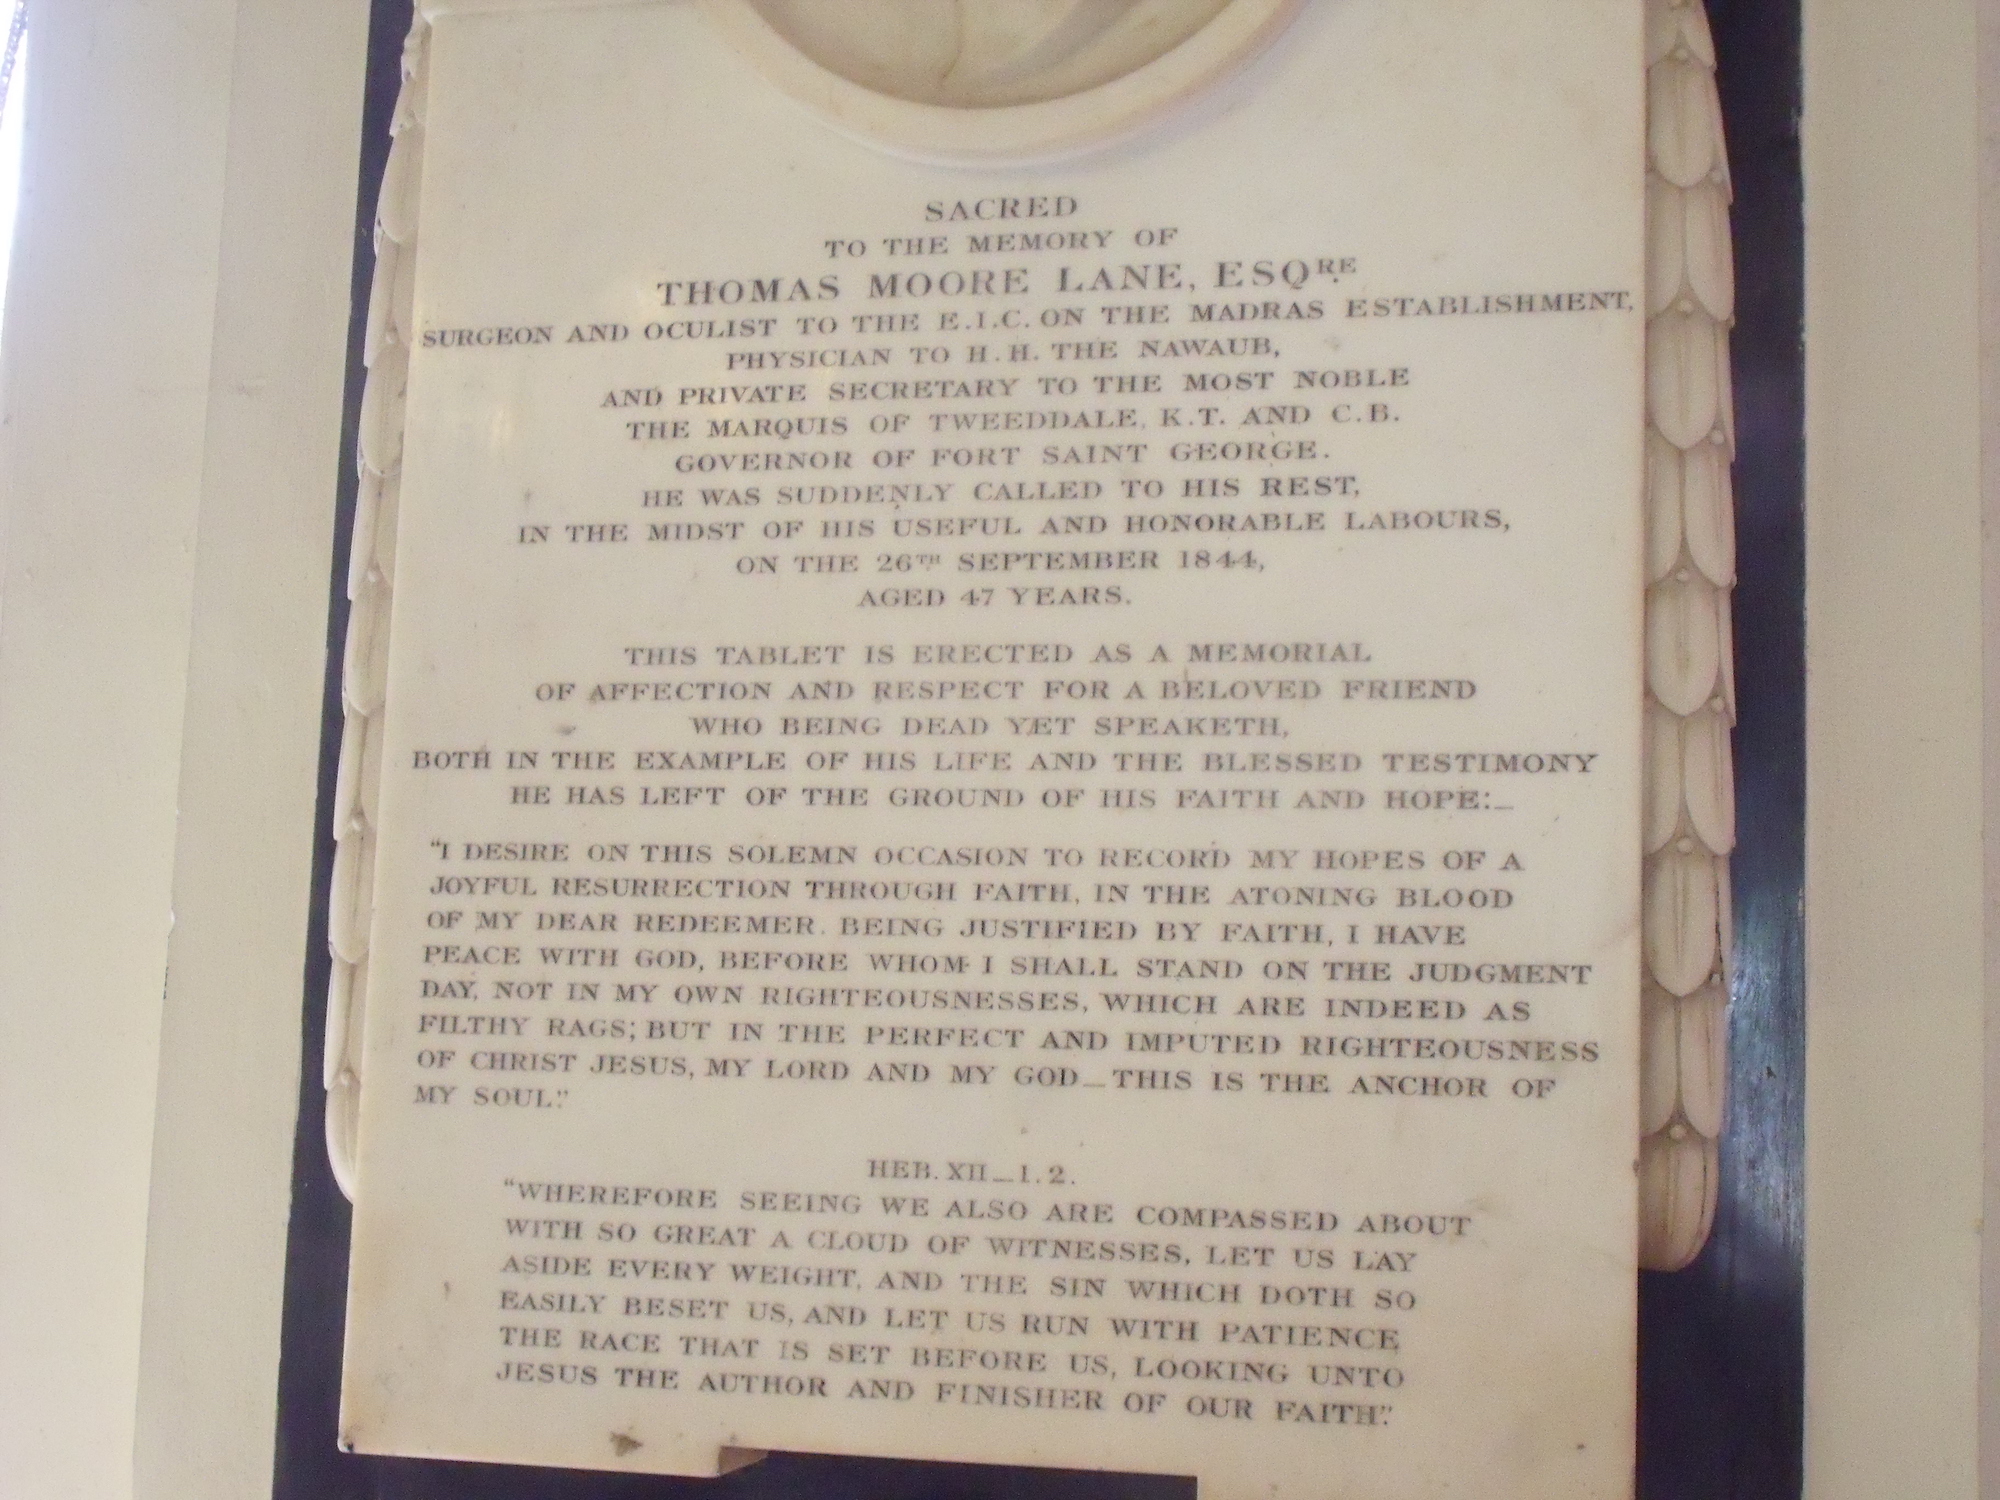 SACRED
TO THE MEMORY OF
THOMAS MOORE LANE, ESQRE.
SURGEON AND OCULIST TO THE E.I.C. ON THE MADRAS ESTABLISHMENT,
PHYSICIAN TO H.H. THE NAWAUB,
AND PRIVATE SECRETARY TO THE MOST NOBLE
THE MARQUIS OF TWEEDDALE, K.T. AND C.B.
GOVERNOR OF FORT SAINT GEORGE.
HE WAS SUDDENLY CALLED TO HIS REST,
IN THE MIDST OF HIS USEFUL AND HONORABLE LABOURS,
ON THE 26TH SEPTEMBER 1844,
AGED 47 YEARS.
THIS TABLET IS ERECTED AS A MEMORIAL
OF AFFECTION AND RESPECT FOR A BELOVED FRIEND
WHO BEING DEAD YET SPEAKETH,
BOTH IN THE EXAMPLE OF HIS LIFE AND THE BLESSED TESTIMONY
HE HAS LEFT OF THE GROUND OF HIS FAITH AND HOPE:—
"I DESIRE ON THIS SOLEMN OCCASION TO RECORD MY HOPES OF A
JOYFUL RESURRECTION THROUGH FAITH, IN THE ATONING BLOOD
OF MY DEAR REDEEMER. BEING JUSTIFIED BY FAITH, I HAVE
PEACE WITH GOD, BEFORE WHOM I SHALL STAND ON THE JUDGMENT
DAY, NOT IN MY OWN RIGHTEOUSNESSES, WHICH ARE INDEED AS
FILTHY RAGS; BUT IN THE PERFECT AND IMPUTED RIGHTEOUSNESS
OF CHRIST JESUS, MY LORD AND MY GOD—THIS IS THE ANCHOR OF
MY SOUL."
HEB. XII—1.2.
"WHEREFORE SEEING WE ALSO ARE COMPASSED ABOUT
WITH SO GREAT A CLOUD OF WITNESSES, LET US LAY
ASIDE EVERY WEIGHT, AND THE SIN WHICH DOTH SO
EASILY BESET US, AND LET US RUN WITH PATIENCE
THE RACE THAT IS SET BEFORE US, LOOKING UNTO
JESUS THE AUTHOR AND FINISHER OF OUR FAITH."